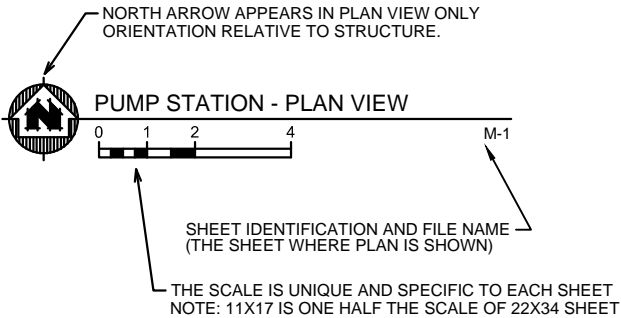 NORTH ARROW APPEARS IN PLAN VIEW ONLY
ORIENTATION RELATIVE TO STRUCTURE.
N
PUMP STATION - PLAN VIEW
0 1 2 4
M-1
SHEET IDENTIFICATION AND FILE NAME
(THE SHEET WHERE PLAN IS SHOWN)
THE SCALE IS UNIQUE AND SPECIFIC TO EACH SHEET
NOTE: 11X17 IS ONE HALF THE SCALE OF 22X34 SHEET